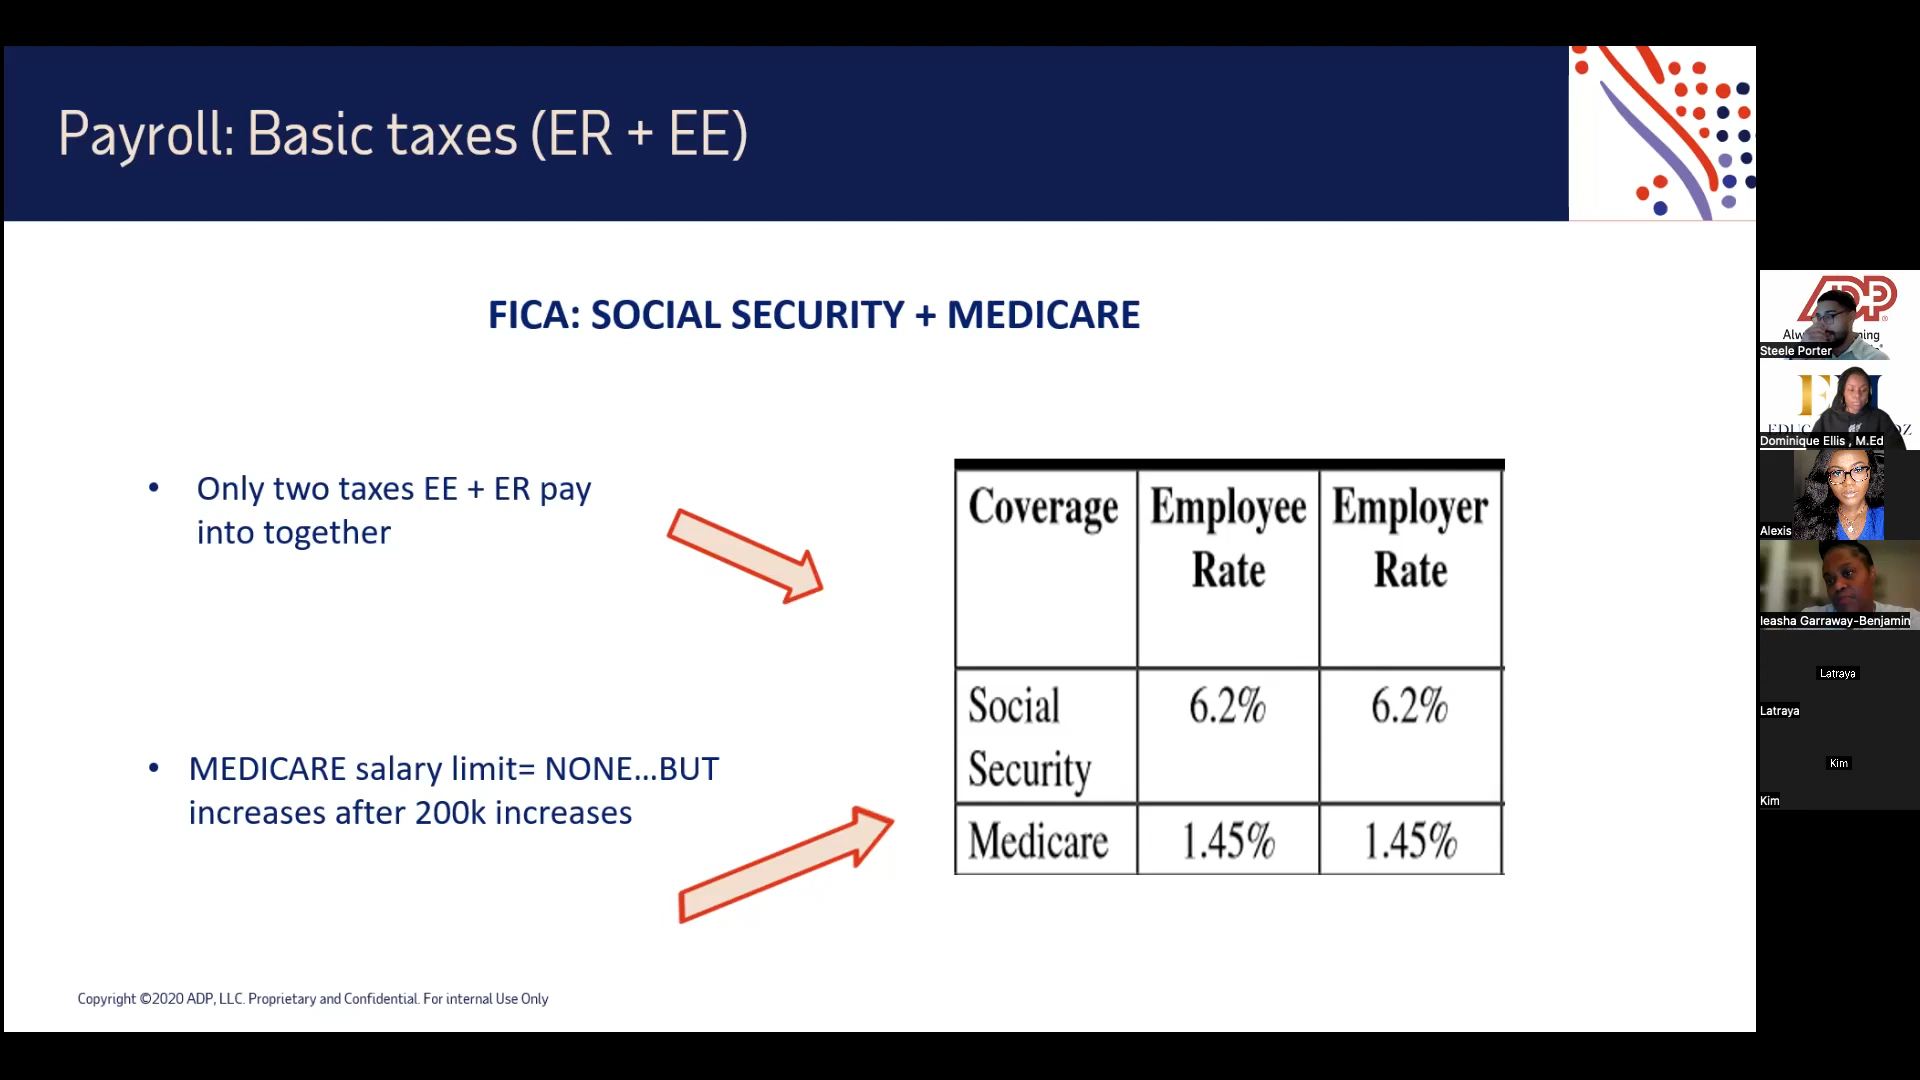 Payroll: Basic taxes (ER + EE)
FICA: SOCIAL SECURITY + MEDICARE
• Only two taxes EE + ER pay
into together
• MEDICARE salary limit= NONE...BUT
increases after 200k increases
Coverage Employee Rate Employer Rate
Social Security 6.2% 6.2%
Medicare 1.45% 1.45%
Copyright ©2020 ADP, LLC. Proprietary and Confidential. For internal Use Only
ADP
Steele Porter
Dominique Ellis , M.Ed
Alexis
Ieasha Garraway-Benjamin
Latraya
Latraya
Kim
Kim